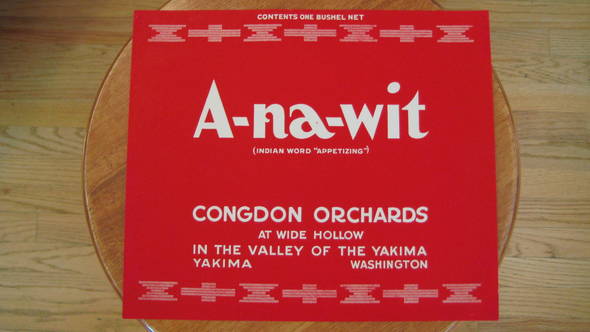 CONTENTS ONE BUSHEL NET
A-na-wit
(INDIAN WORD "APPETIZING")
CONGDON ORCHARDS
AT WIDE HOLLOW
IN THE VALLEY OF THE YAKIMA
YAKIMA WASHINGTON